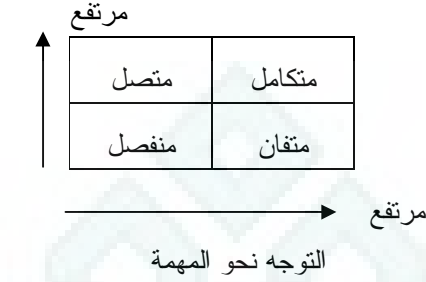 مرتفع
متكامل متصل
متفان منفصل
مرتفع
التوجه نحو المهمة